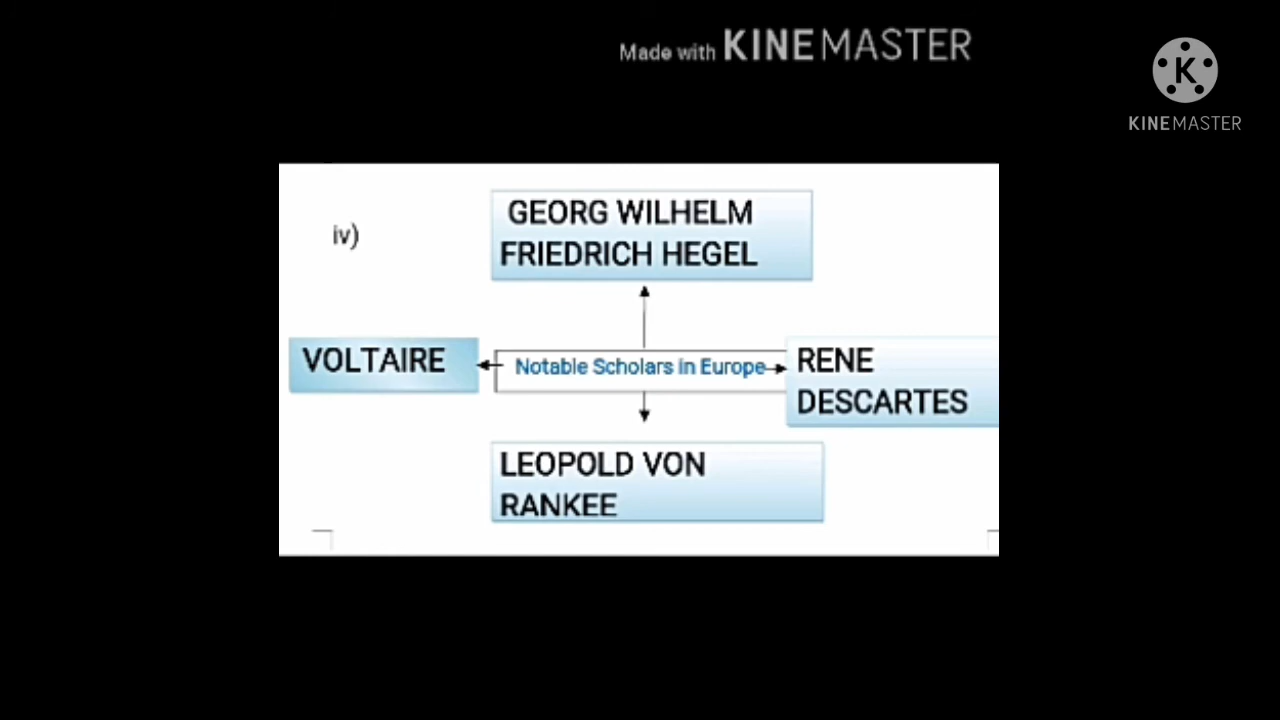 Made with KINEMASTER
K
KINEMASTER
iv)
GEORG WILHELM
FRIEDRICH HEGEL
VOLTAIRE
Notable Scholars in Europe
RENE
DESCARTES
LEOPOLD VON
RANKEE